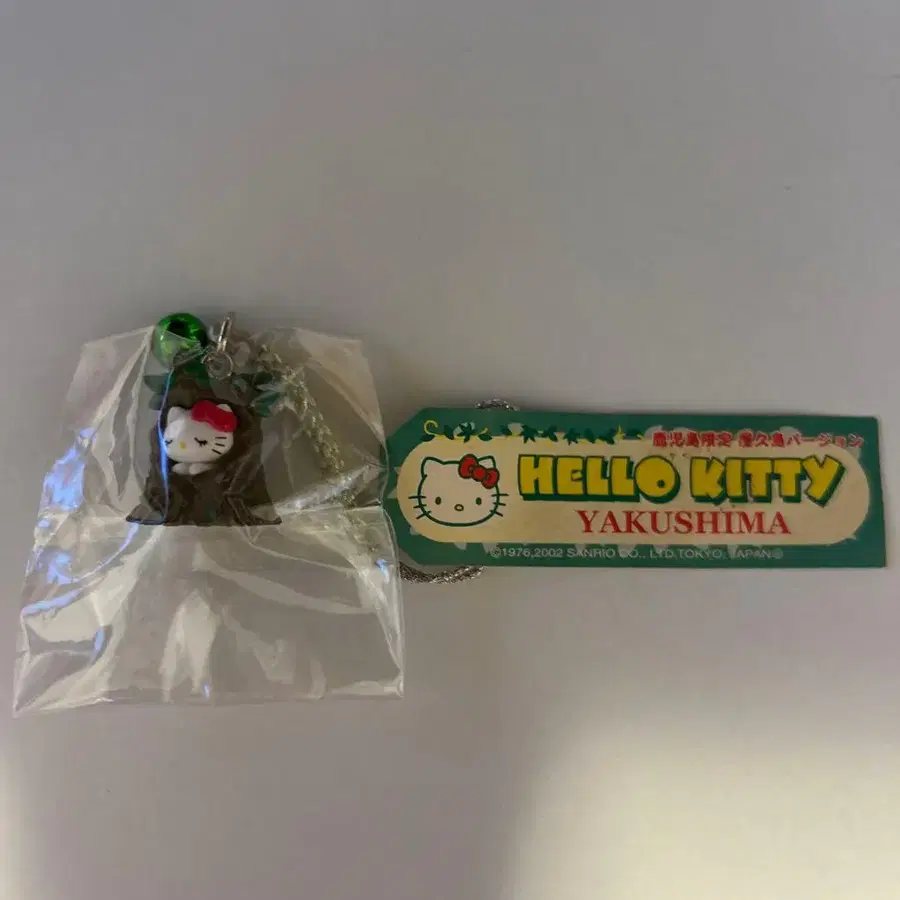 鹿児島限定 屋久島バージョン
HELLO KITTY
YAKUSHIMA
©1976,2002 SANRIO CO.,LTD.TOKYO, JAPAN®